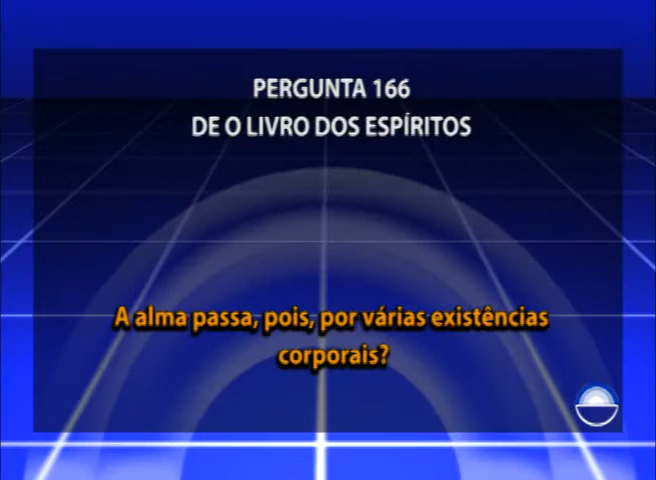 PERGUNTA 166
DE O LIVRO DOS ESPÍRITOS
A alma passa, pois, por várias existências
corporais?